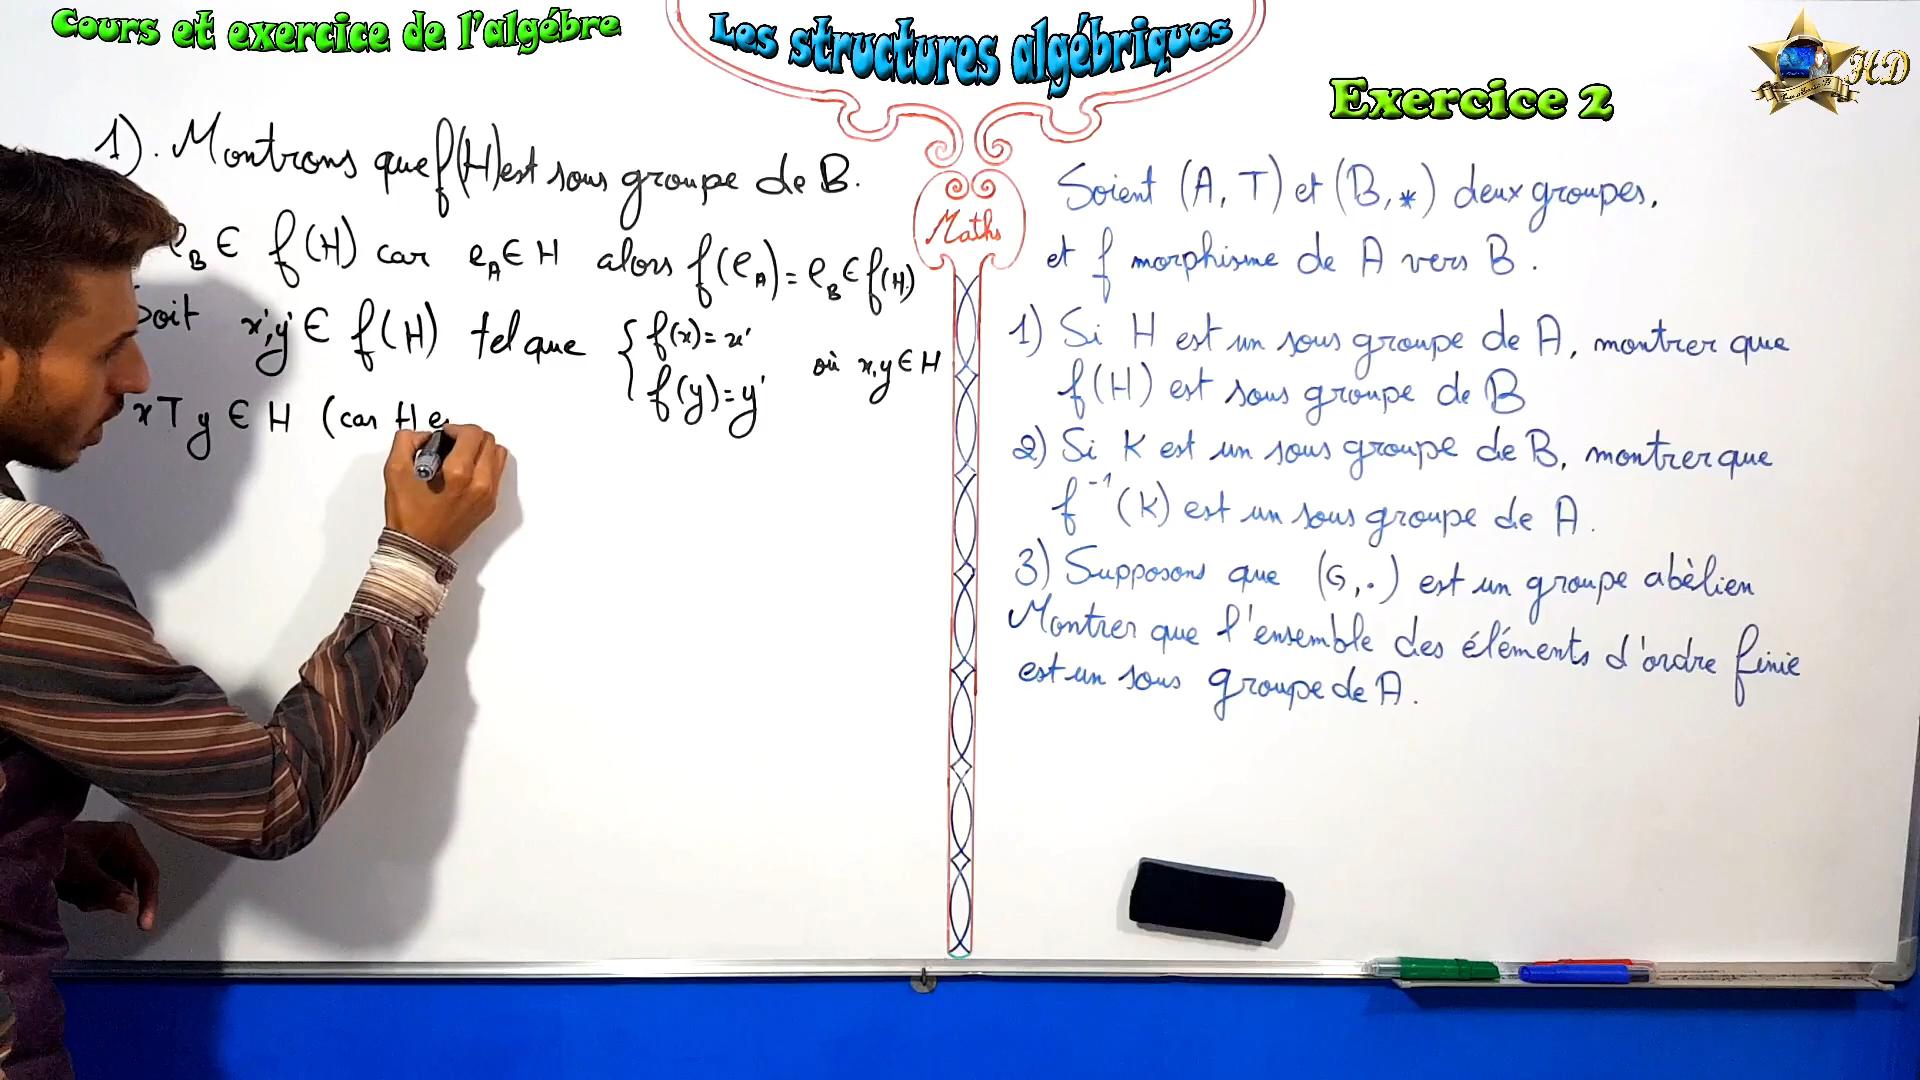 Cours et exercice de l'algébre
Les structures algébriques
HD
Exercice 2
1). Montrons que f(H) est sous groupe de B.
e_B ∈ f(H) car e_A ∈ H alors f(e_A) = e_B ∈ f(H)
Soit x', y' ∈ f(H) tel que { f(x) = x'
f(y) = y' où x, y ∈ H
x T y ∈ H (car H es
Maths
Soient (A, T) et (B, *) deux groupes,
et f morphisme de A vers B.
1) Si H est un sous groupe de A, montrer que
f(H) est sous groupe de B
2) Si K est un sous groupe de B, montrer que
f⁻¹(K) est un sous groupe de A.
3) Supposons que (G, .) est un groupe abèlien
Montrer que l'ensemble des éléments d'ordre finie
est un sous groupe de A.